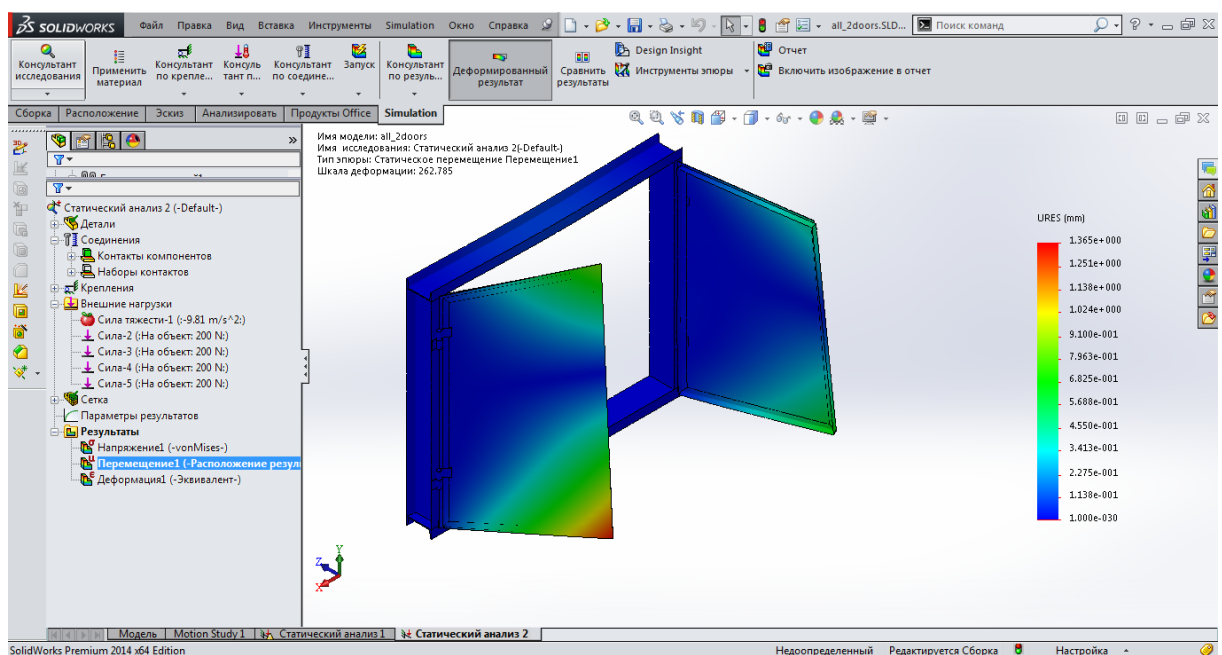 SOLIDWORKS Файл Правка Вид Вставка Инструменты Simulation Окно Справка all_2doors.SLD... Поиск команд
Консультант исследования
Применить материал
Консультант по крепле...
Консуль тант п...
Консультант по соедине...
Запуск
Консультант по резуль...
Деформированный результат
Сравнить результаты
Design Insight
Инструменты эпюры
Отчет
Включить изображение в отчет
Сборка Расположение Эскиз Анализировать Продукты Office Simulation
Имя модели: all_2doors
Имя исследования: Статический анализ 2(-Default-)
Тип эпюры: Статическое перемещение Перемещение1
Шкала деформации: 262.785
Статический анализ 2 (-Default-)
Детали
Соединения
Контакты компонентов
Наборы контактов
Крепления
Внешние нагрузки
Сила тяжести-1 (:-9.81 m/s^2:)
Сила-2 (:На объект: 200 N:)
Сила-3 (:На объект: 200 N:)
Сила-4 (:На объект: 200 N:)
Сила-5 (:На объект: 200 N:)
Сетка
Параметры результатов
Результаты
Напряжение1 (-vonMises-)
Перемещение1 (-Расположение резул
Деформация1 (-Эквивалент-)
URES (mm)
1.365e+000
1.251e+000
1.138e+000
1.024e+000
9.100e-001
7.963e-001
6.825e-001
5.688e-001
4.550e-001
3.413e-001
2.275e-001
1.138e-001
1.000e-030
Y
Z
X
Модель Motion Study 1 Статический анализ 1 Статический анализ 2
SolidWorks Premium 2014 x64 Edition Недоопределенный Редактируется Сборка Настройка